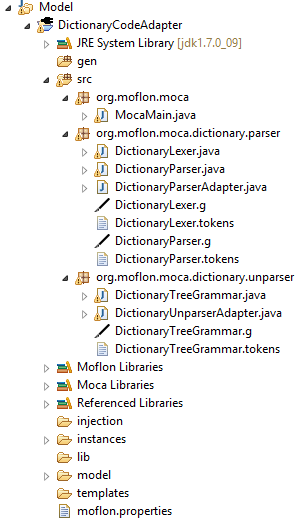 Model
DictionaryCodeAdapter
JRE System Library [jdk1.7.0_09]
gen
src
org.moflon.moca
MocaMain.java
org.moflon.moca.dictionary.parser
DictionaryLexer.java
DictionaryParser.java
DictionaryParserAdapter.java
DictionaryLexer.g
DictionaryLexer.tokens
DictionaryParser.g
DictionaryParser.tokens
org.moflon.moca.dictionary.unparser
DictionaryTreeGrammar.java
DictionaryUnparserAdapter.java
DictionaryTreeGrammar.g
DictionaryTreeGrammar.tokens
Moflon Libraries
Moca Libraries
Referenced Libraries
injection
instances
lib
model
templates
moflon.properties